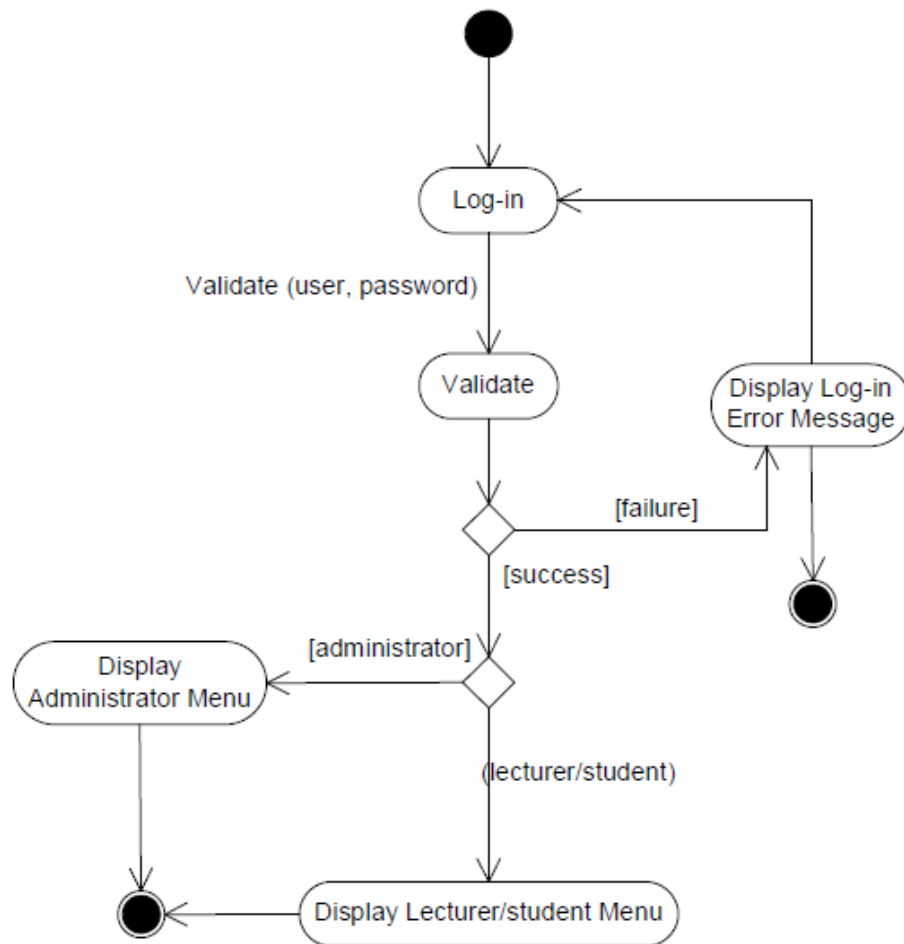 Log-in
Validate (user, password)
Validate
Display Log-in
Error Message
[failure]
[success]
[administrator]
Display
Administrator Menu
(lecturer/student)
Display Lecturer/student Menu